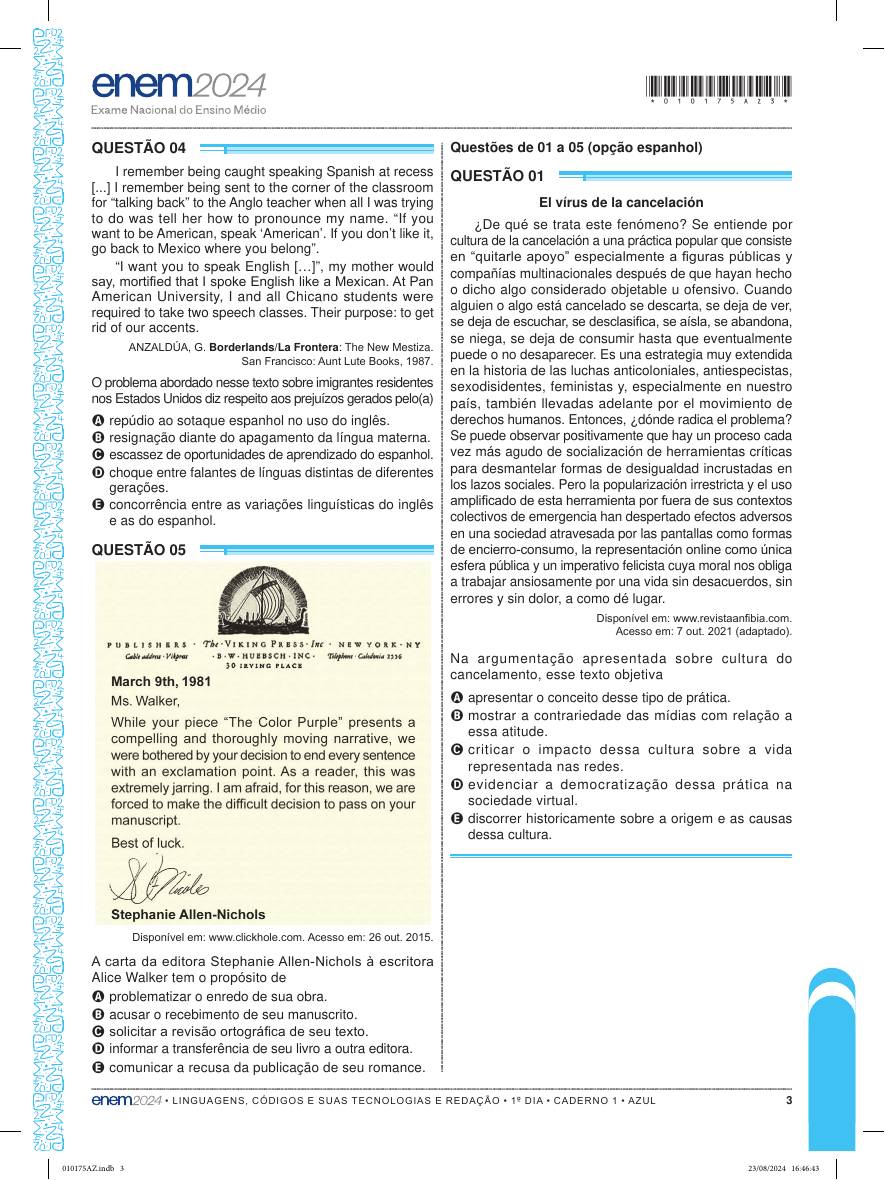 enem2024
Exame Nacional do Ensino Médio
*010175AZ3*
QUESTÃO 04
I remember being caught speaking Spanish at recess
[...] I remember being sent to the corner of the classroom
for “talking back” to the Anglo teacher when all I was trying
to do was tell her how to pronounce my name. “If you
want to be American, speak ‘American’. If you don’t like it,
go back to Mexico where you belong”.
“I want you to speak English [...]”, my mother would
say, mortified that I spoke English like a Mexican. At Pan
American University, I and all Chicano students were
required to take two speech classes. Their purpose: to get
rid of our accents.
ANZALDÚA, G. Borderlands/La Frontera: The New Mestiza.
San Francisco: Aunt Lute Books, 1987.
O problema abordado nesse texto sobre imigrantes residentes
nos Estados Unidos diz respeito aos prejuízos gerados pelo(a)
A repúdio ao sotaque espanhol no uso do inglês.
B resignação diante do apagamento da língua materna.
C escassez de oportunidades de aprendizado do espanhol.
D choque entre falantes de línguas distintas de diferentes
gerações.
E concorrência entre as variações linguísticas do inglês
e as do espanhol.
QUESTÃO 05
PUBLISHERS · The · VIKING PRESS · Inc · NEW YORK · NY
Cable address · Vikpress · B · W · HUEBSCH · INC · Telephone · Caledonia 2356
30 IRVING PLACE
March 9th, 1981
Ms. Walker,
While your piece “The Color Purple” presents a
compelling and thoroughly moving narrative, we
were bothered by your decision to end every sentence
with an exclamation point. As a reader, this was
extremely jarring. I am afraid, for this reason, we are
forced to make the difficult decision to pass on your
manuscript.
Best of luck.
Stephanie Allen-Nichols
Disponível em: www.clickhole.com. Acesso em: 26 out. 2015.
A carta da editora Stephanie Allen-Nichols à escritora
Alice Walker tem o propósito de
A problematizar o enredo de sua obra.
B acusar o recebimento de seu manuscrito.
C solicitar a revisão ortográfica de seu texto.
D informar a transferência de seu livro a outra editora.
E comunicar a recusa da publicação de seu romance.
Questões de 01 a 05 (opção espanhol)
QUESTÃO 01
El vírus de la cancelación
¿De qué se trata este fenómeno? Se entiende por
cultura de la cancelación a una práctica popular que consiste
en “quitarle apoyo” especialmente a figuras públicas y
compañías multinacionales después de que hayan hecho
o dicho algo considerado objetable u ofensivo. Cuando
alguien o algo está cancelado se descarta, se deja de ver,
se deja de escuchar, se desclasifica, se aísla, se abandona,
se niega, se deja de consumir hasta que eventualmente
puede o no desaparecer. Es una estrategia muy extendida
en la historia de las luchas anticoloniales, antiespecistas,
sexodisidentes, feministas y, especialmente en nuestro
país, también llevadas adelante por el movimiento de
derechos humanos. Entonces, ¿dónde radica el problema?
Se puede observar positivamente que hay un proceso cada
vez más agudo de socialización de herramientas críticas
para desmantelar formas de desigualdad incrustadas en
los lazos sociales. Pero la popularización irrestricta y el uso
amplificado de esta herramienta por fuera de sus contextos
colectivos de emergencia han despertado efectos adversos
en una sociedad atravesada por las pantallas como formas
de encierro-consumo, la representación online como única
esfera pública y un imperativo felicista cuya moral nos obliga
a trabajar ansiosamente por una vida sin desacuerdos, sin
errores y sin dolor, a como dé lugar.
Disponível em: www.revistaanfibia.com.
Acesso em: 7 out. 2021 (adaptado).
Na argumentação apresentada sobre cultura do
cancelamento, esse texto objetiva
A apresentar o conceito desse tipo de prática.
B mostrar a contrariedade das mídias com relação a
essa atitude.
C criticar o impacto dessa cultura sobre a vida
representada nas redes.
D evidenciar a democratização dessa prática na
sociedade virtual.
E discorrer historicamente sobre a origem e as causas
dessa cultura.
enem2024 • LINGUAGENS, CÓDIGOS E SUAS TECNOLOGIAS E REDAÇÃO • 1º DIA • CADERNO 1 • AZUL
3
010175AZ.indb 3
23/08/2024 16:46:43